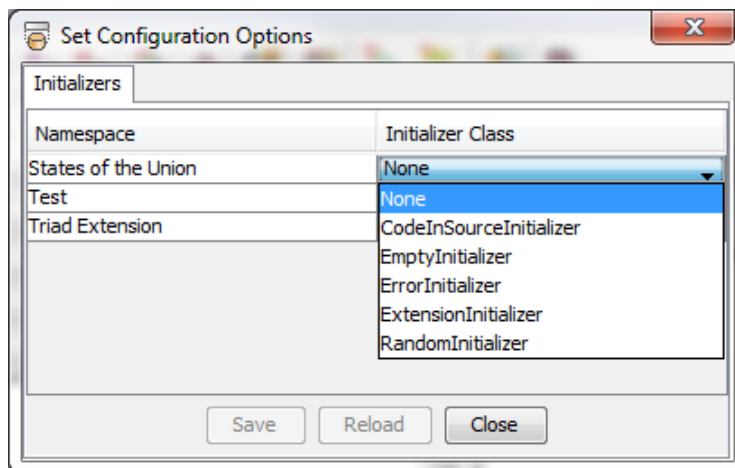 Set Configuration Options
Initializers
Namespace Initializer Class
States of the Union None
Test None
Triad Extension CodeInSourceInitializer
EmptyInitializer
ErrorInitializer
ExtensionInitializer
RandomInitializer
Save Reload Close